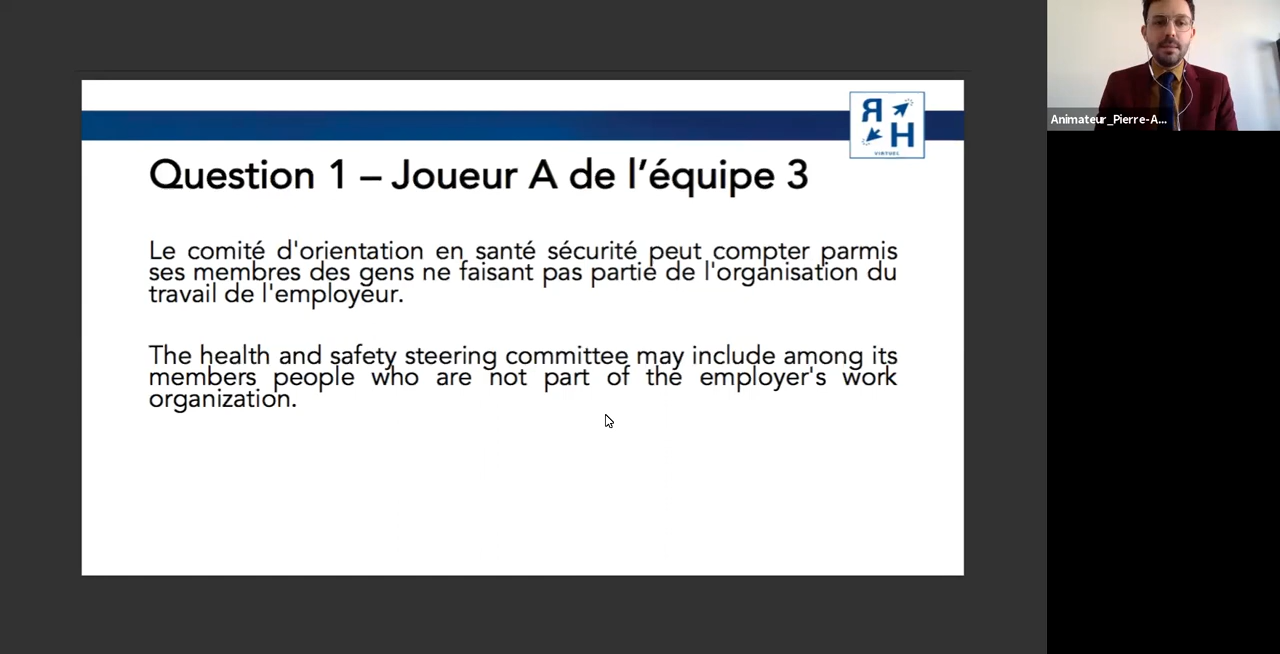 Я
H
VIRTUEL
Animateur_Pierre-A...
Question 1 – Joueur A de l’équipe 3
Le comité d'orientation en santé sécurité peut compter parmis
ses membres des gens ne faisant pas partie de l'organisation du
travail de l'employeur.
The health and safety steering committee may include among its
members people who are not part of the employer's work
organization.